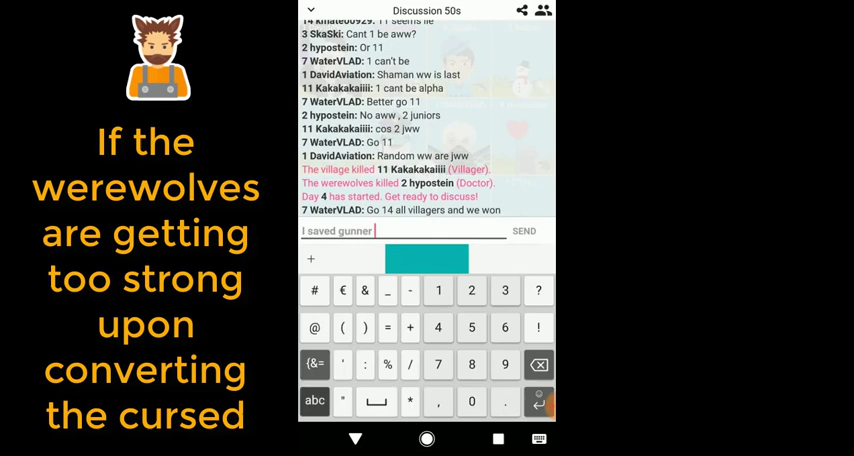 If the
werewolves
are getting
too strong
upon
converting
the cursed
Discussion 50s
3 SkaSki: Cant 1 be aww?
2 hypostein: Or 11
7 WaterVLAD: 1 can't be
1 DavidAviation: Shaman ww is last
11 Kakakakaiiii: 1 cant be alpha
7 WaterVLAD: Better go 11
2 hypostein: No aww , 2 juniors
11 Kakakakaiiii: cos 2 jww
7 WaterVLAD: Go 11
1 DavidAviation: Random ww are jww
The village killed 11 Kakakakaiiii (Villager).
The werewolves killed 2 hypostein (Doctor).
Day 4 has started. Get ready to discuss!
7 WaterVLAD: Go 14 all villagers and we won
I saved gunner SEND
+
# € & _ - 1 2 3 ?
@ ( ) = + 4 5 6 !
{&= ' : % / 7 8 9
abc " * , 0 .